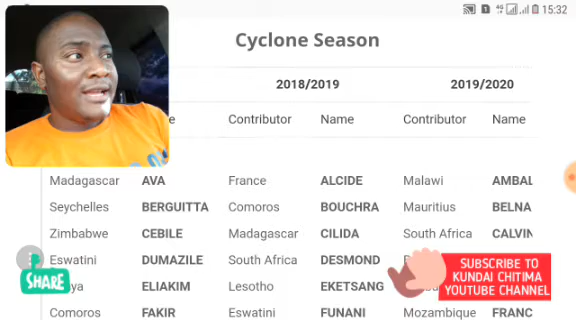 15:32
Cyclone Season
2018/2019 2019/2020
Contributor Name Contributor Name
Madagascar AVA France ALCIDE Malawi AMBAL
Seychelles BERGUITTA Comoros BOUCHRA Mauritius BELNA
Zimbabwe CEBILE Madagascar CILIDA South Africa CALVIN
Eswatini DUMAZILE South Africa DESMOND
ELIAKIM Lesotho EKETSANG
Comoros FAKIR Eswatini FUNANI Mozambique FRANC
SHARE
SUBSCRIBE TO
KUNDAI CHITIMA
YOUTUBE CHANNEL